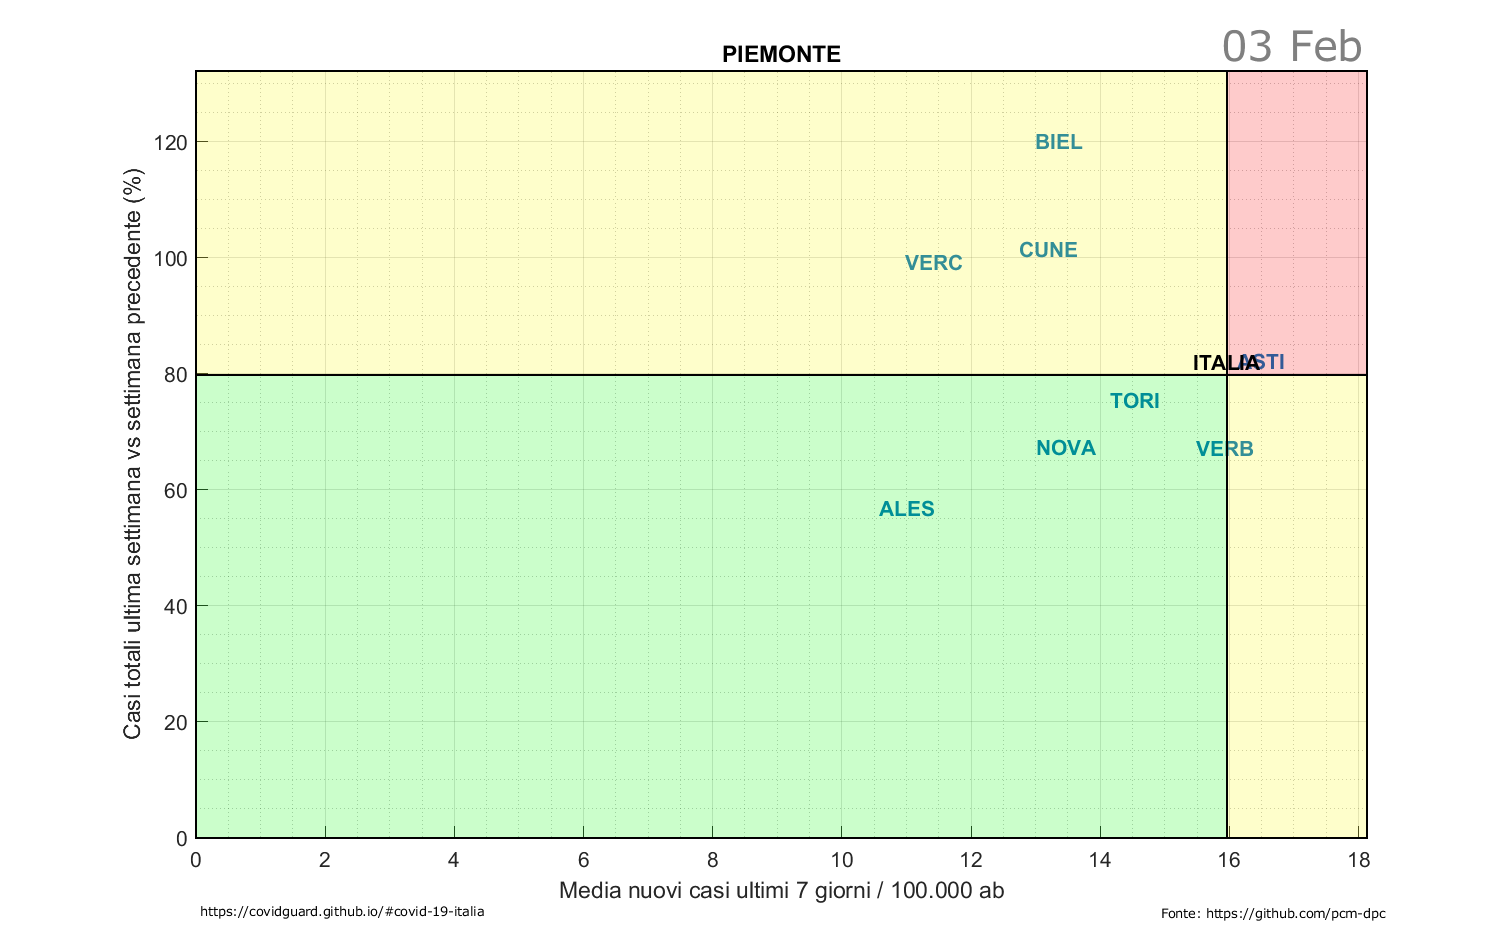 03 Feb
PIEMONTE
Casi totali ultima settimana vs settimana precedente (%)
120
100
80
60
40
20
0
BIEL
CUNE
VERC
ITALIA
ASTI
TORI
NOVA
VERB
ALES
0 2 4 6 8 10 12 14 16 18
Media nuovi casi ultimi 7 giorni / 100.000 ab
https://covidguard.github.io/#covid-19-italia
Fonte: https://github.com/pcm-dpc